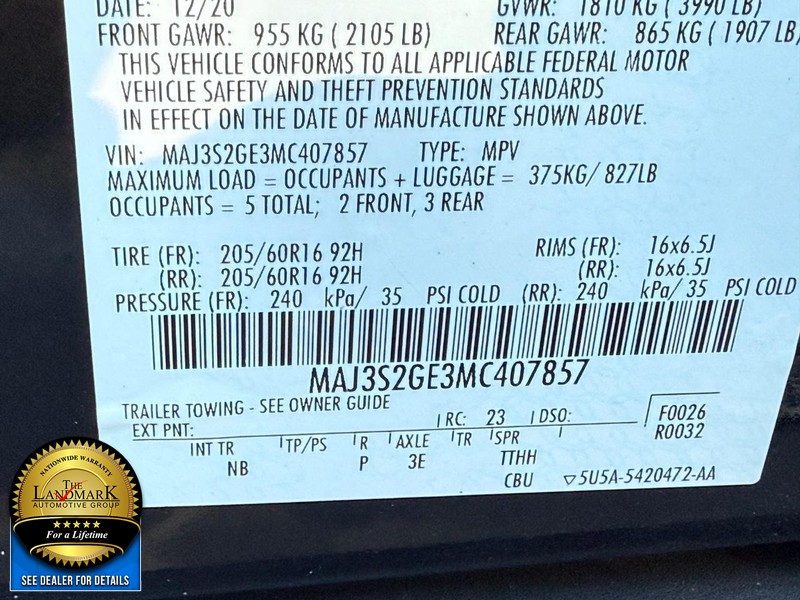 DATE: 12/20 GVWR: 1810 KG ( 3990 LB)
FRONT GAWR: 955 KG ( 2105 LB) REAR GAWR: 865 KG ( 1907 LB)
THIS VEHICLE CONFORMS TO ALL APPLICABLE FEDERAL MOTOR
VEHICLE SAFETY AND THEFT PREVENTION STANDARDS
IN EFFECT ON THE DATE OF MANUFACTURE SHOWN ABOVE.
VIN: MAJ3S2GE3MC407857 TYPE: MPV
MAXIMUM LOAD = OCCUPANTS + LUGGAGE = 375KG/ 827LB
OCCUPANTS = 5 TOTAL; 2 FRONT, 3 REAR
TIRE (FR): 205/60R16 92H RIMS (FR): 16x6.5J
(RR): 205/60R16 92H (RR): 16x6.5J
PRESSURE (FR): 240 kPa/ 35 PSI COLD (RR): 240 kPa/ 35 PSI COLD
MAJ3S2GE3MC407857
TRAILER TOWING - SEE OWNER GUIDE
EXT PNT: RC: 23 DSO: F0026
R0032
INT TR TP/PS R AXLE TR SPR
NB P 3E TTHH
CBU 5U5A-5420472-AA
NATIONWIDE WARRANTY
THE
LANDMARK
AUTOMOTIVE GROUP
For a Lifetime
SEE DEALER FOR DETAILS